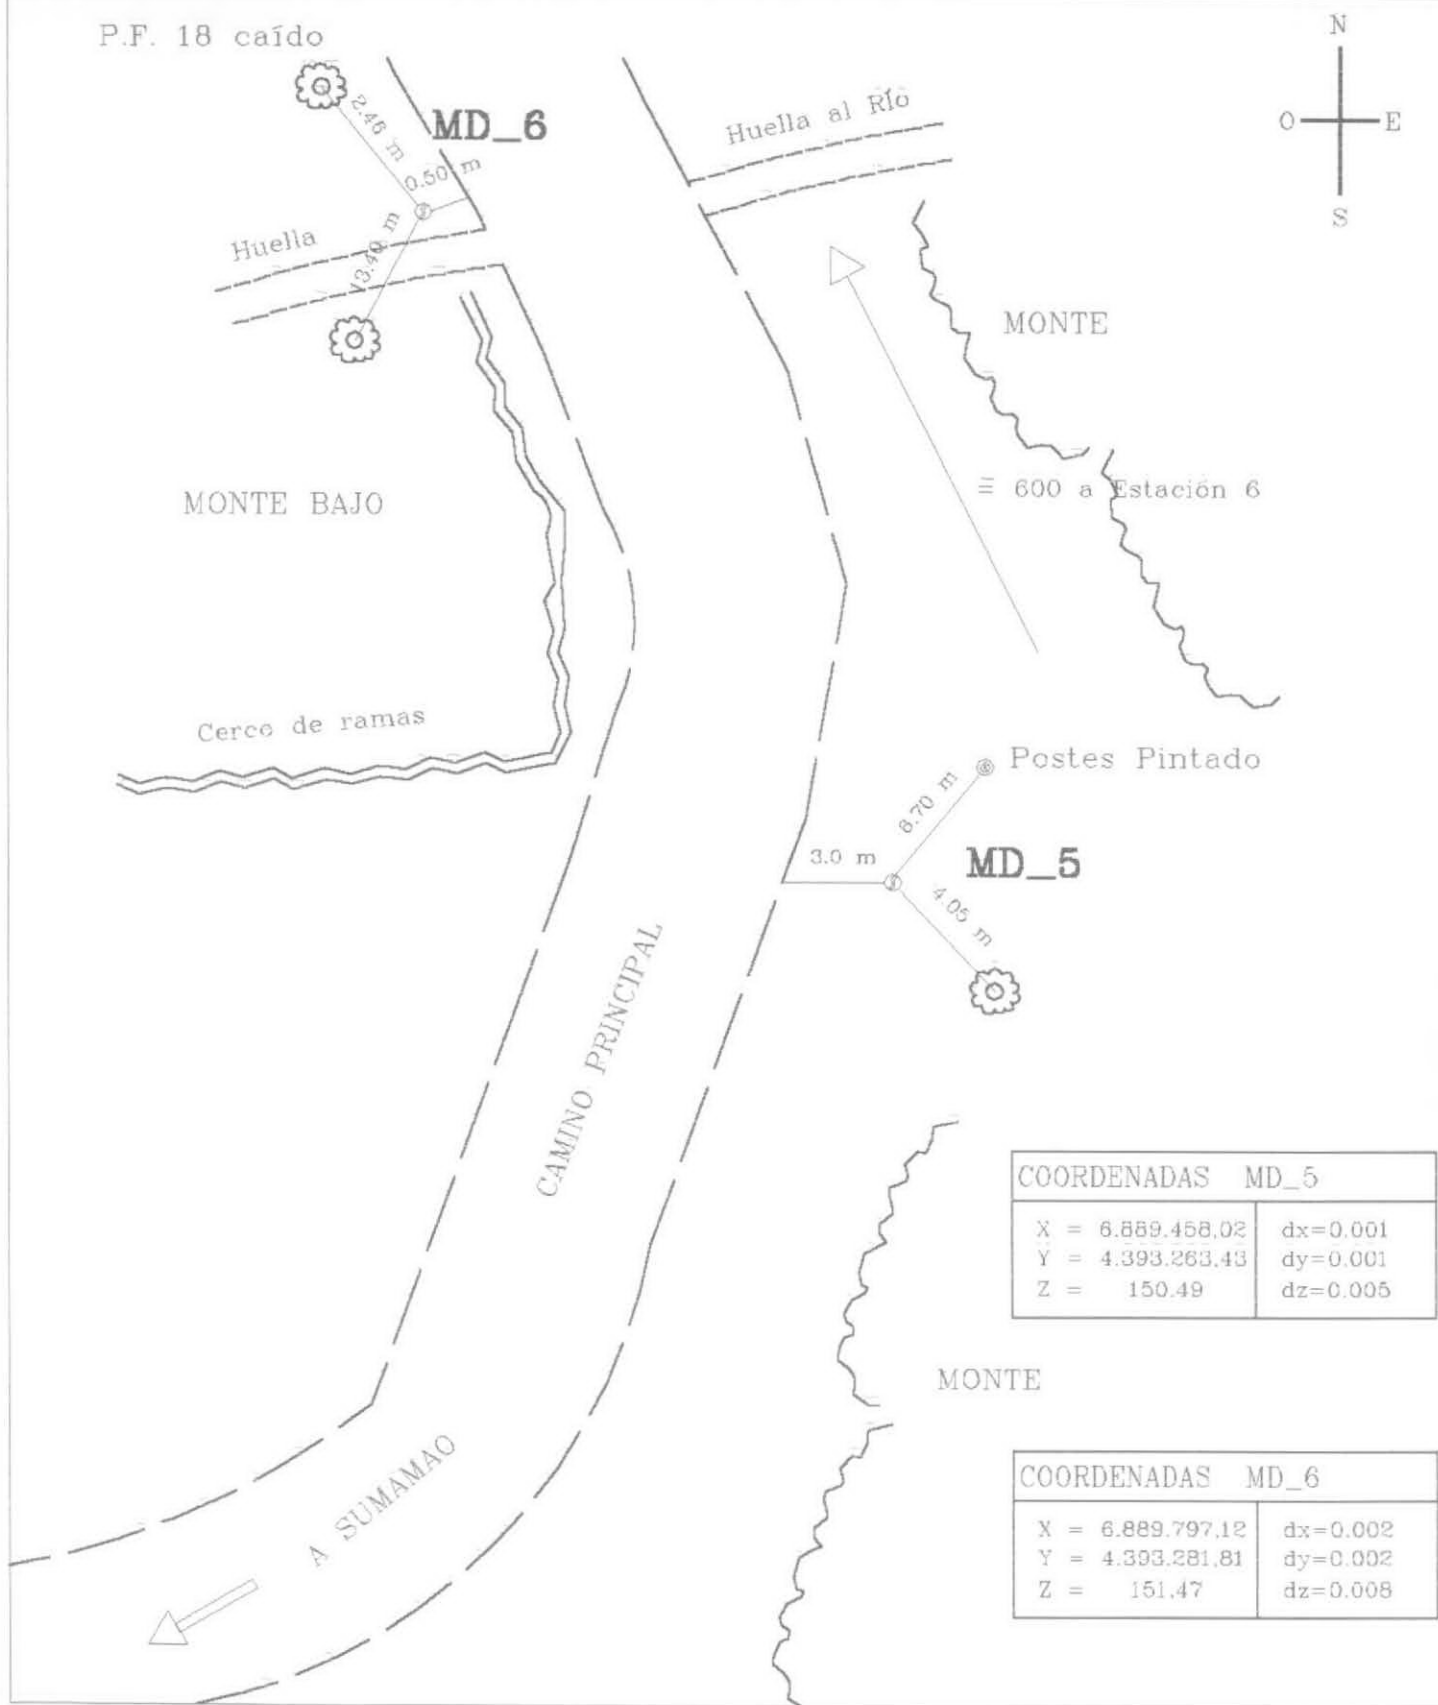 P.F. 18 caído
N
O
E
S
MD_6
2.46 m
0.50 m
13.40 m
Huella
Huella al Río
MONTE
≅ 600 a Estación 6
MONTE BAJO
Cerco de ramas
Postes Pintado
6.70 m
3.0 m
MD_5
4.05 m
CAMINO PRINCIPAL
COORDENADAS MD_5
X = 6.889.458,02 dx=0.001
Y = 4.393.263,43 dy=0.001
Z = 150.49 dz=0.005
MONTE
A SUMAMAO
COORDENADAS MD_6
X = 6.889.797,12 dx=0.002
Y = 4.393.281,81 dy=0.002
Z = 151.47 dz=0.008